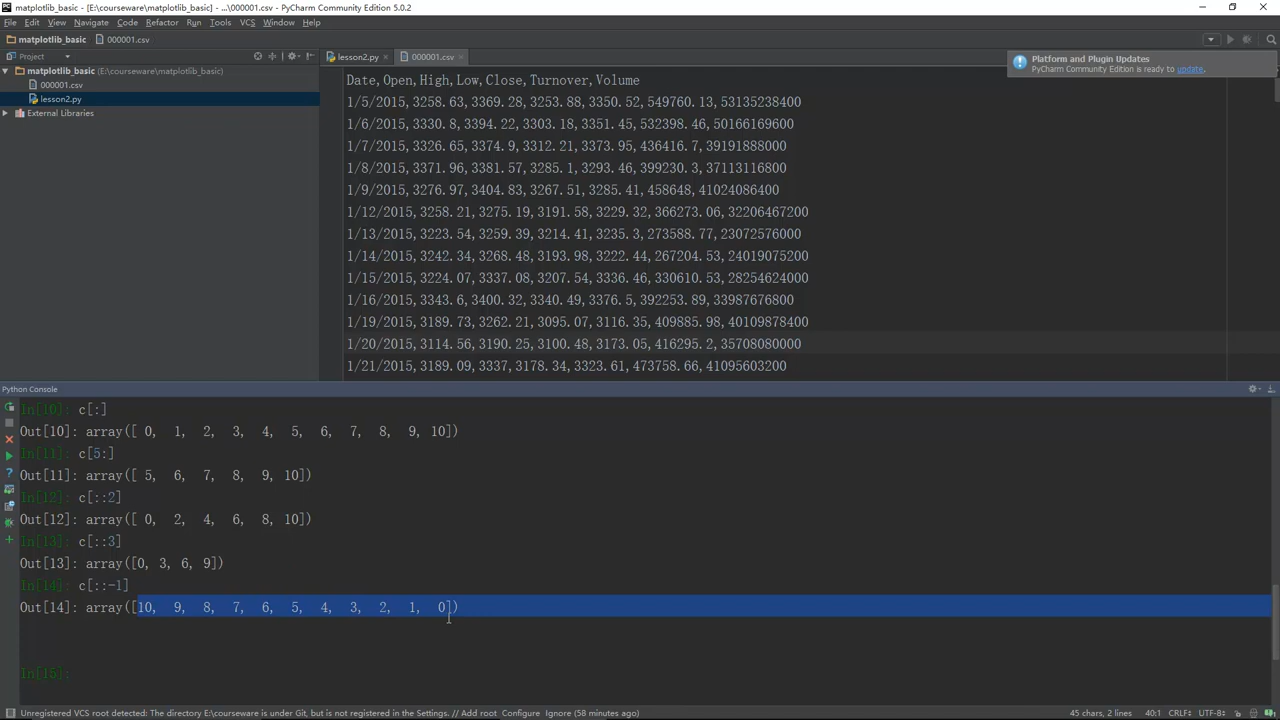 matplotlib_basic - [E:\courseware\matplotlib_basic] - ...\000001.csv - PyCharm Community Edition 5.0.2
File Edit View Navigate Code Refactor Run Tools VCS Window Help
matplotlib_basic 000001.csv
Project
lesson2.py
000001.csv
matplotlib_basic (E:\courseware\matplotlib_basic)
000001.csv
lesson2.py
External Libraries
Platform and Plugin Updates
PyCharm Community Edition is ready to update.
Date,Open,High,Low,Close,Turnover,Volume
1/5/2015,3258.63,3369.28,3253.88,3350.52,549760.13,53135238400
1/6/2015,3330.8,3394.22,3303.18,3351.45,532398.46,50166169600
1/7/2015,3326.65,3374.9,3312.21,3373.95,436416.7,39191888000
1/8/2015,3371.96,3381.57,3285.1,3293.46,399230.3,37113116800
1/9/2015,3276.97,3404.83,3267.51,3285.41,458648,41024086400
1/12/2015,3258.21,3275.19,3191.58,3229.32,366273.06,32206467200
1/13/2015,3223.54,3259.39,3214.41,3235.3,273588.77,23072576000
1/14/2015,3242.34,3268.48,3193.98,3222.44,267204.53,24019075200
1/15/2015,3224.07,3337.08,3207.54,3336.46,330610.53,28254624000
1/16/2015,3343.6,3400.32,3340.49,3376.5,392253.89,33987676800
1/19/2015,3189.73,3262.21,3095.07,3116.35,409885.98,40109878400
1/20/2015,3114.56,3190.25,3100.48,3173.05,416295.2,35708080000
1/21/2015,3189.09,3337,3178.34,3323.61,473758.66,41095603200
Python Console
In[10]: c[:]
Out[10]: array([ 0, 1, 2, 3, 4, 5, 6, 7, 8, 9, 10])
In[11]: c[5:]
Out[11]: array([ 5, 6, 7, 8, 9, 10])
In[12]: c[::2]
Out[12]: array([ 0, 2, 4, 6, 8, 10])
In[13]: c[::3]
Out[13]: array([0, 3, 6, 9])
In[14]: c[::-1]
Out[14]: array([10, 9, 8, 7, 6, 5, 4, 3, 2, 1, 0])
In[15]:
Unregistered VCS root detected: The directory E:\courseware is under Git, but is not registered in the Settings. // Add root Configure Ignore (58 minutes ago)
45 chars, 2 lines 40:1 CRLF÷ UTF-8÷